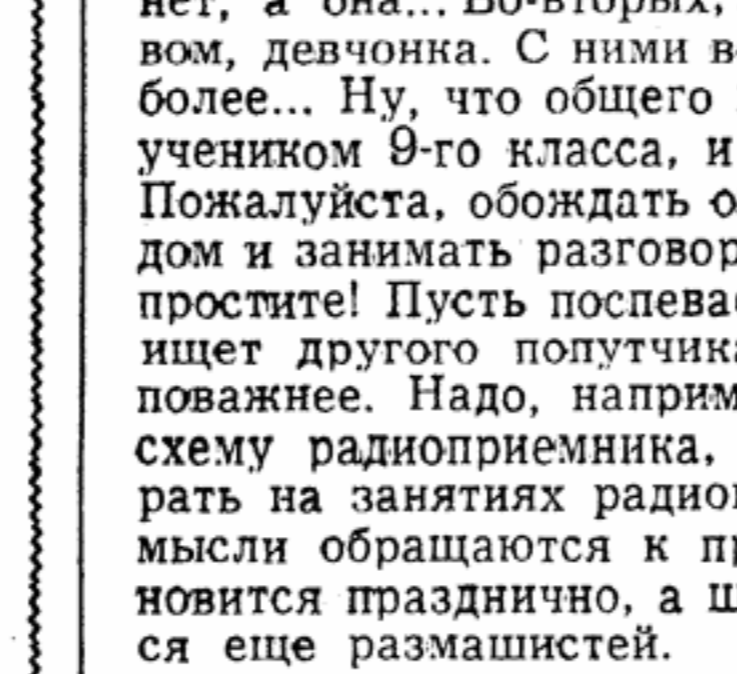 нет, а она... Во-вторых,
вом, девчонка. С ними в
более... Ну, что общего
учеником 9-го класса, и
Пожалуйста, обождать
дом и занимать разговор
простите! Пусть поспева
ищет другого попутчик
поважнее. Надо, наприм
схему радиоприемника,
рать на занятиях радио
мысли обращаются к п
новится празднично, а ш
ся еще размашистей.